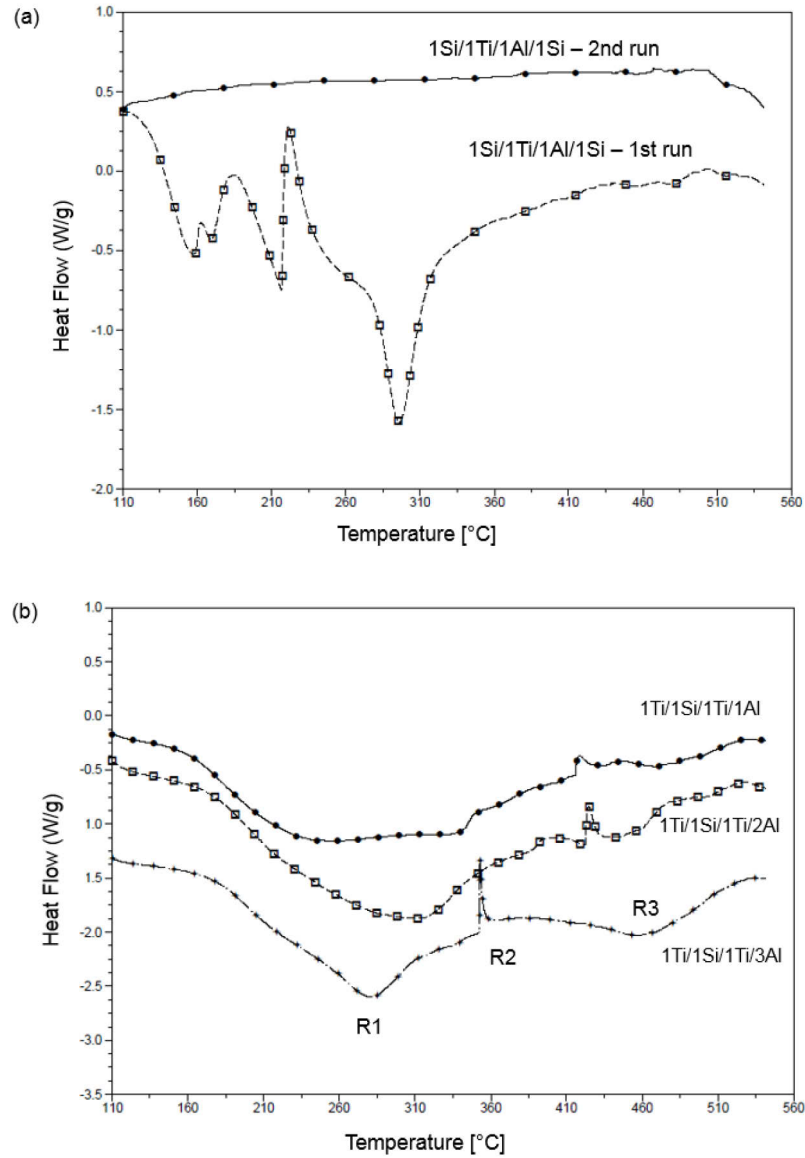 (a)
1.0
0.5
0.0
-0.5
-1.0
-1.5
-2.0
Heat Flow (W/g)
1Si/1Ti/1Al/1Si – 2nd run
1Si/1Ti/1Al/1Si – 1st run
110 160 210 260 310 360 410 460 510 560
Temperature [°C]
(b)
1.0
0.5
0.0
-0.5
-1.0
-1.5
-2.0
-2.5
-3.0
-3.5
Heat Flow (W/g)
1Ti/1Si/1Ti/1Al
1Ti/1Si/1Ti/2Al
R3
R2
1Ti/1Si/1Ti/3Al
R1
110 160 210 260 310 360 410 460 510 560
Temperature [°C]